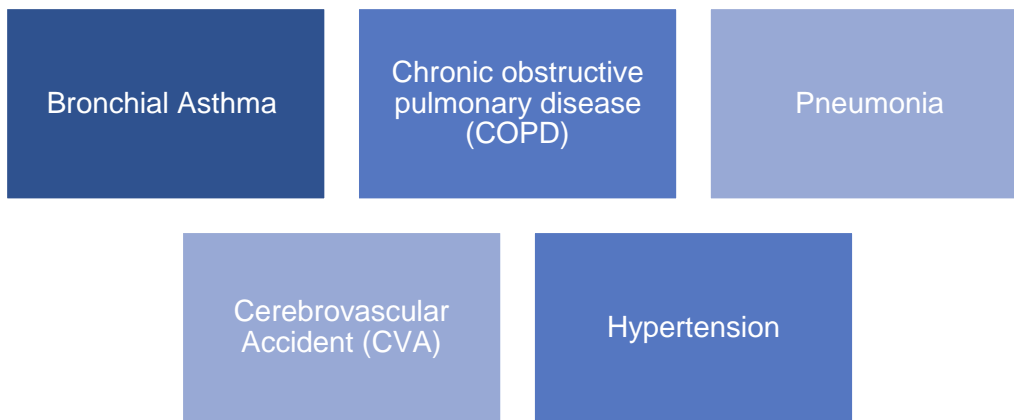 Bronchial Asthma
Chronic obstructive
pulmonary disease
(COPD)
Pneumonia
Cerebrovascular
Accident (CVA)
Hypertension